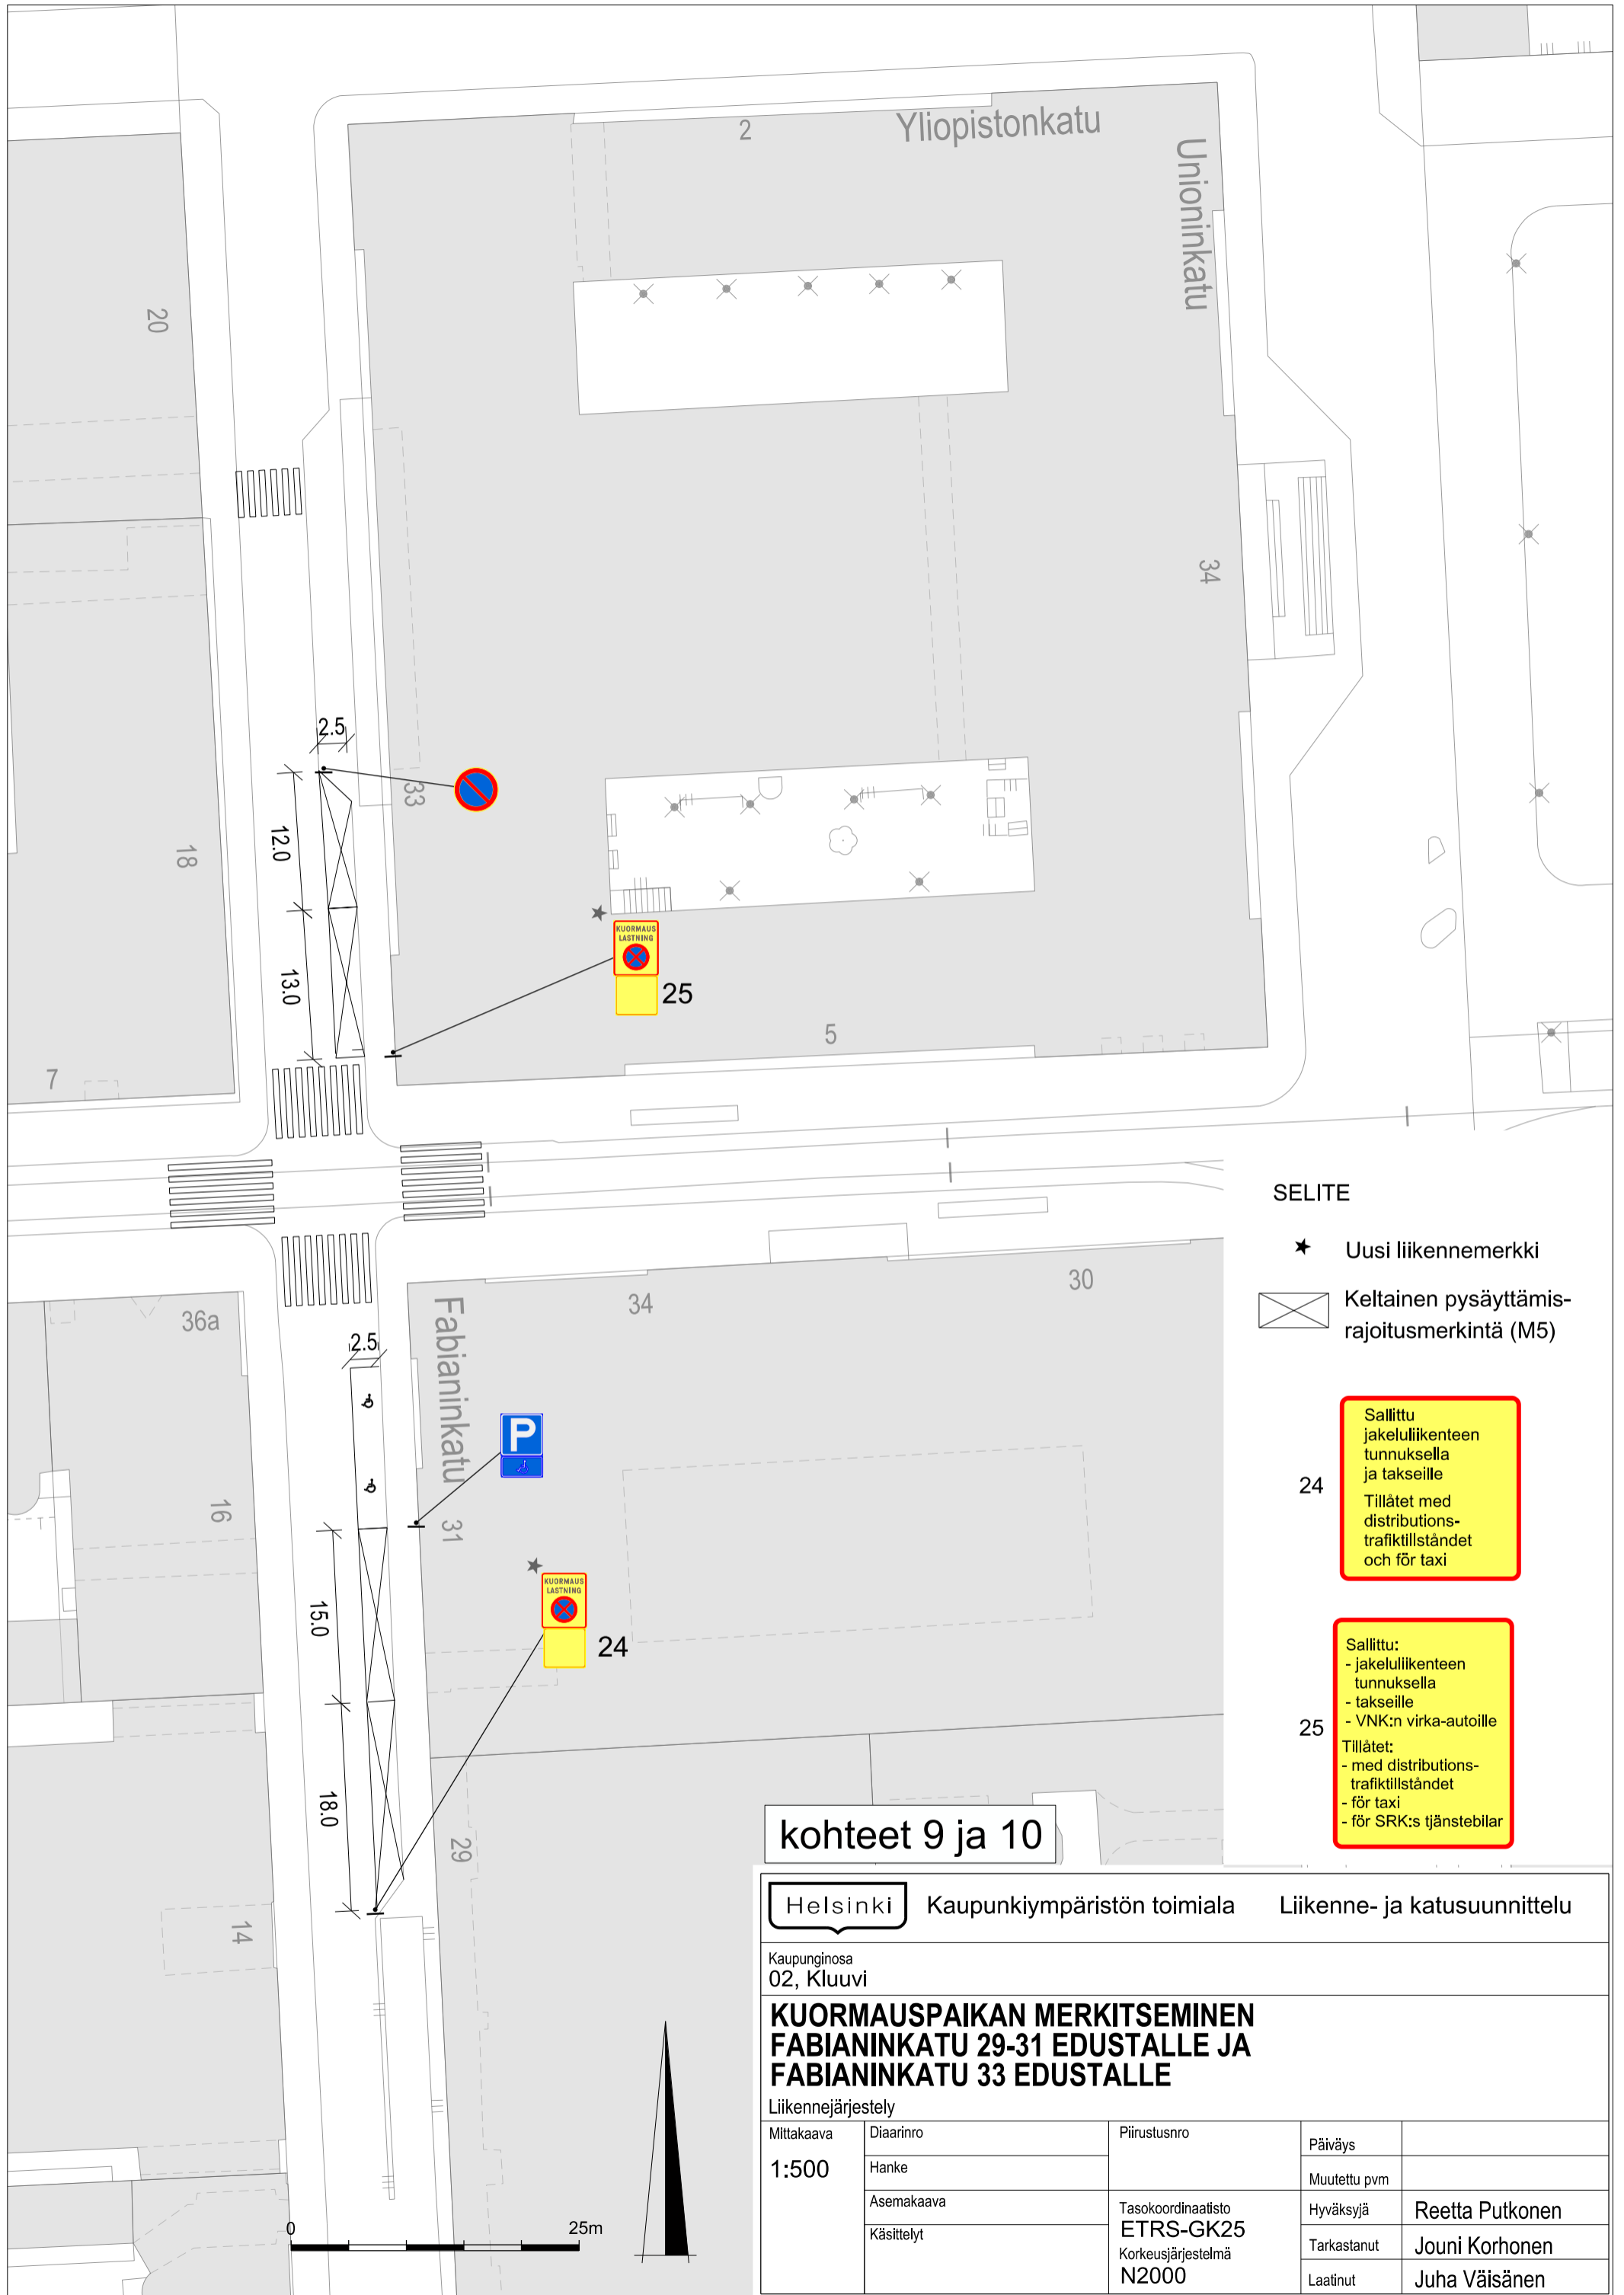 2
Yliopistonkatu
Unioninkatu
20
34
2.5
33
12.0
18
KUORMAUS
LASTNING
25
13.0
5
7
SELITE
Uusi liikennemerkki
Keltainen pysäyttämis-
rajoitusmerkintä (M5)
30
34
36a
Fabianinkatu
2.5
P
31
16
KUORMAUS
LASTNING
24
15.0
18.0
29
14
24
Sallittu
jakeluliikenteen
tunnuksella
ja takseille
Tillåtet med
distributions-
trafiktillståndet
och för taxi
25
Sallittu:
- jakeluliikenteen
tunnuksella
- takseille
- VNK:n virka-autoille
Tillåtet:
- med distributions-
trafiktillståndet
- för taxi
- för SRK:s tjänstebilar
kohteet 9 ja 10
Helsinki Kaupunkiympäristön toimiala Liikenne- ja katusuunnittelu
Kaupunginosa
02, Kluuvi
KUORMAUSPAIKAN MERKITSEMINEN
FABIANINKATU 29-31 EDUSTALLE JA
FABIANINKATU 33 EDUSTALLE
Liikennejärjestely
Mittakaava
1:500
Diaarinro
Hanke
Asemakaava
Käsittelyt
Piirustusnro
Tasokoordinaatisto
ETRS-GK25
Korkeusjärjestelmä
N2000
Päiväys
Muutettu pvm
Hyväksyjä Reetta Putkonen
Tarkastanut Jouni Korhonen
Laatinut Juha Väisänen
0 25m